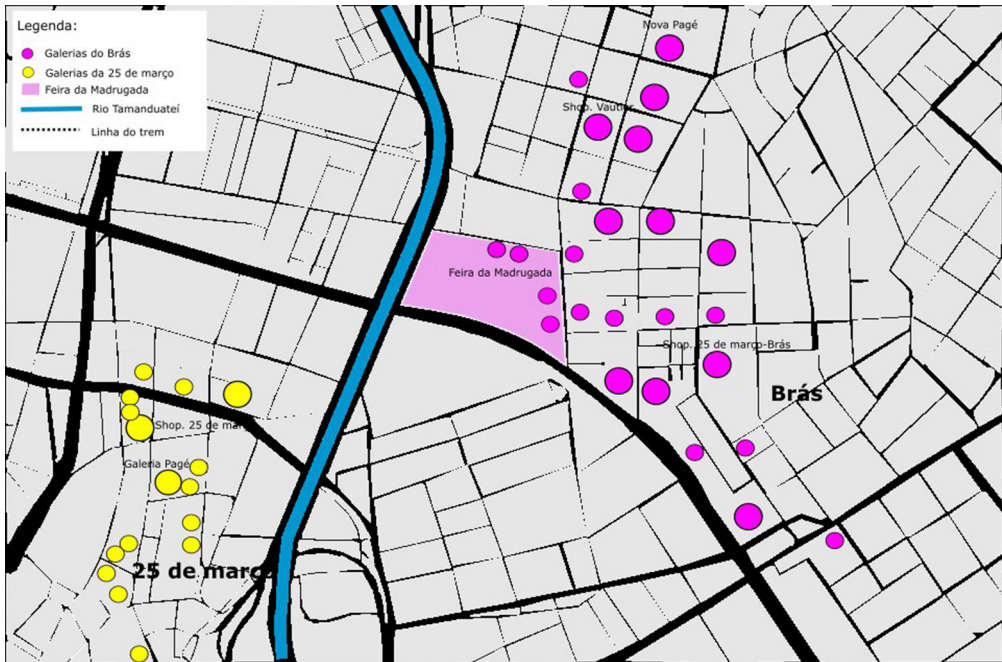 Legenda:
Galerias do Brás
Galerias da 25 de março
Feira da Madrugada
Rio Tamanduateí
Linha do trem
Nova Pagé
Shop. Vautier
Feira da Madrugada
Shop. 25 de março-Brás
Brás
Shop. 25 de mar
Galeria Pagé
25 de março